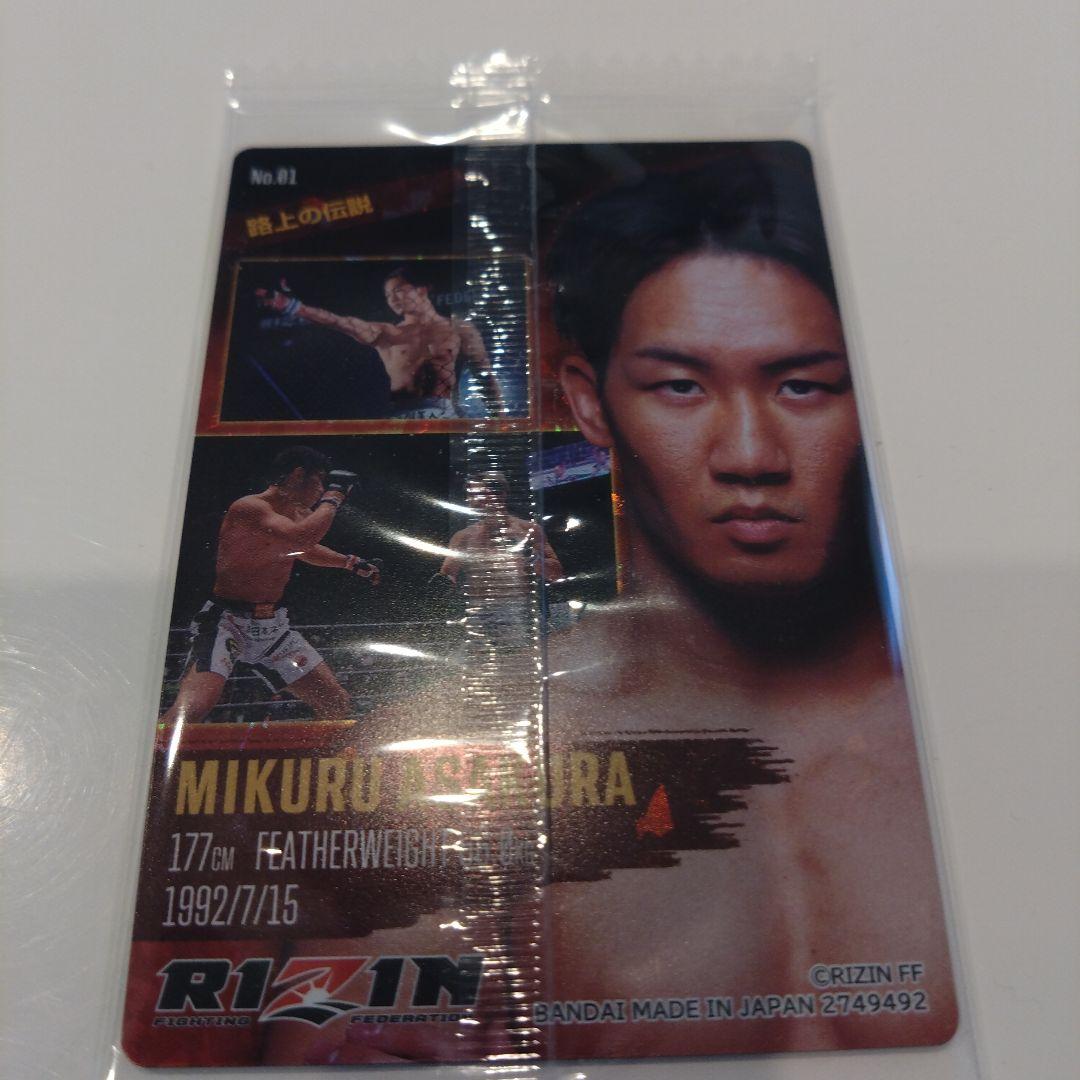 No.01
路上の伝説
MIKURU ASAKURA
177CM FEATHERWEIGHT
1992/7/15
RIZIN
FIGHTING FEDERATION
©RIZIN FF
BANDAI MADE IN JAPAN 2749492